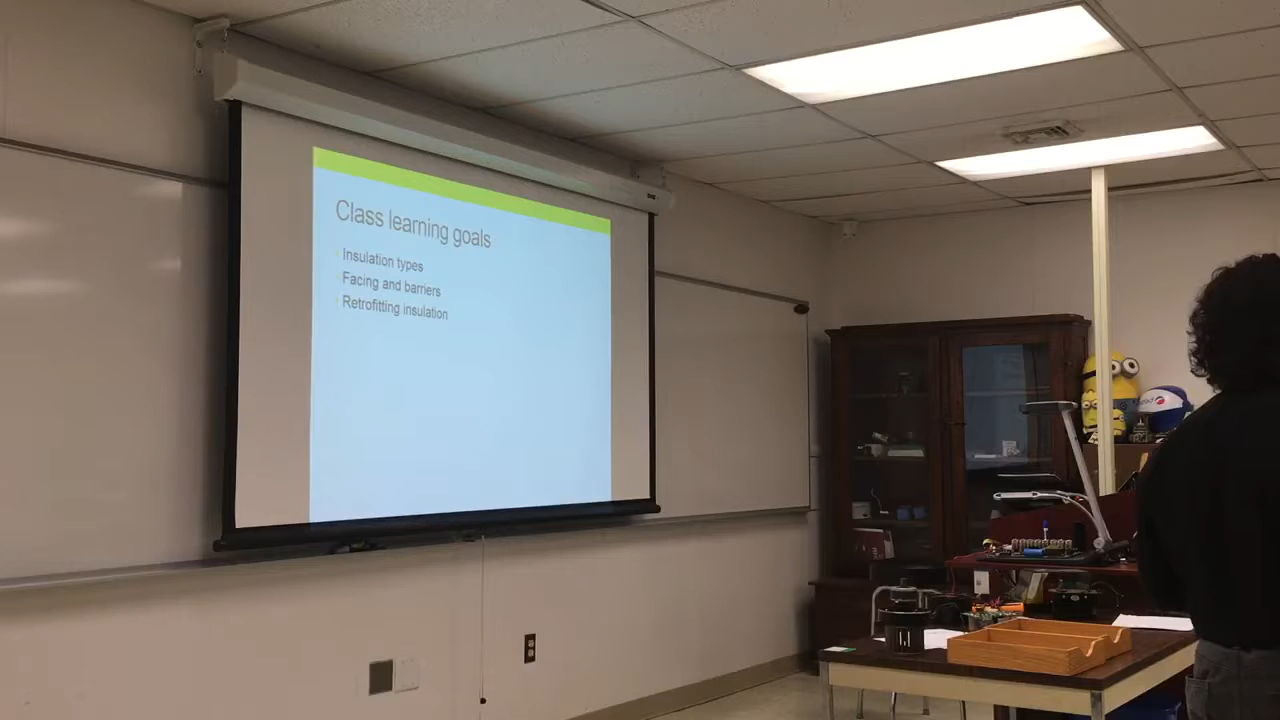 Class learning goals
Insulation types
Facing and barriers
Retrofitting insulation